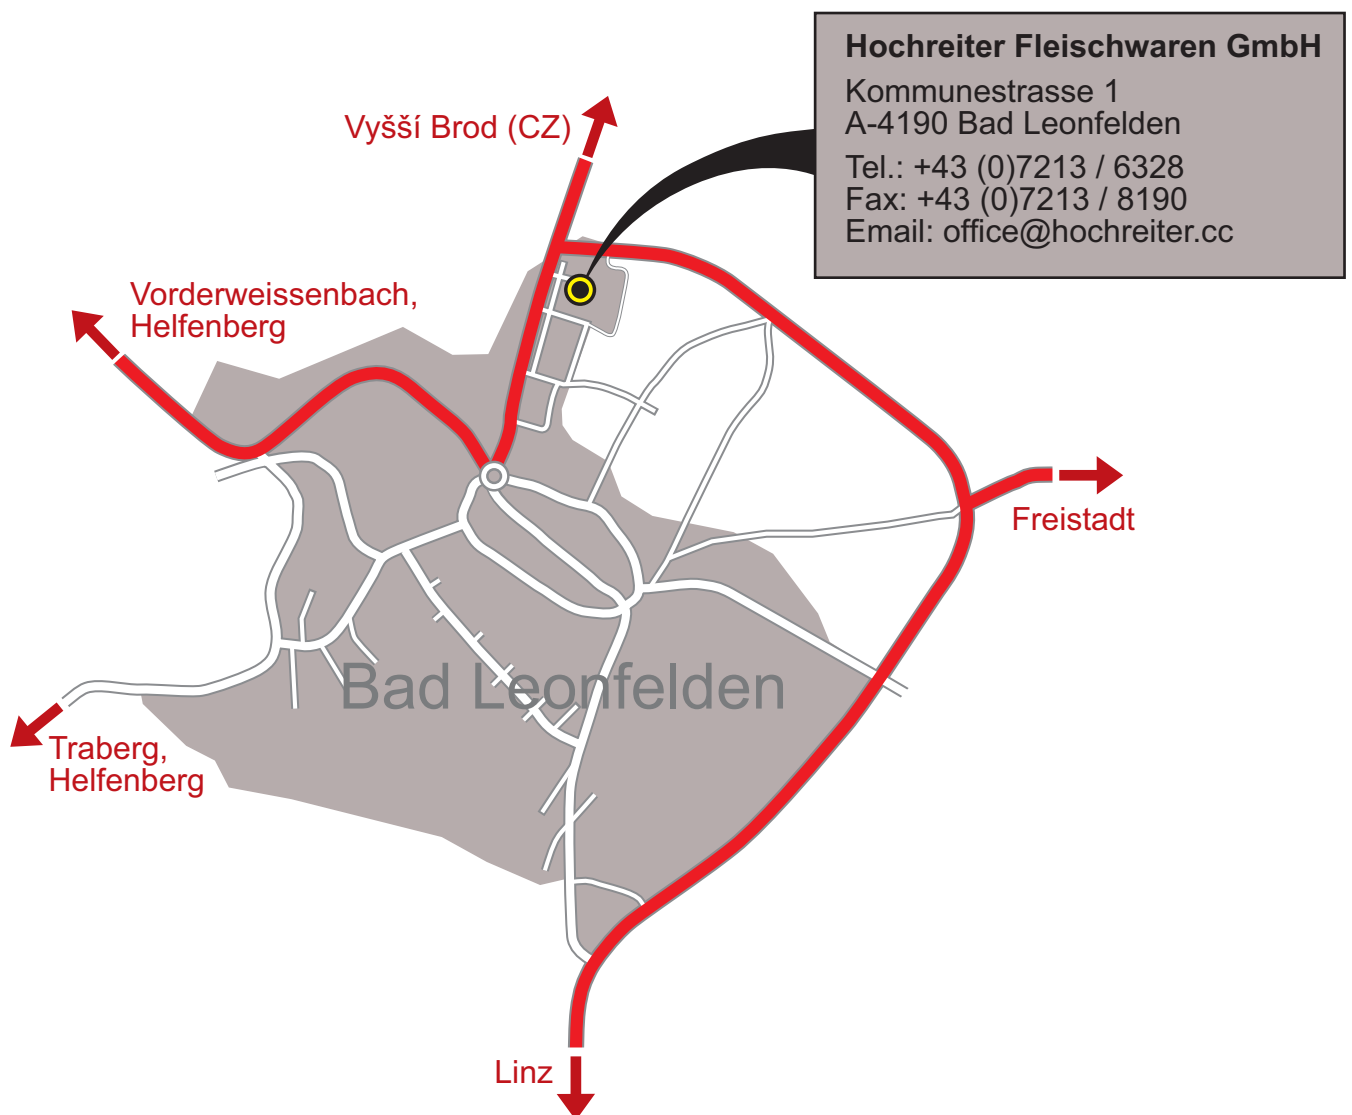 Hochreiter Fleischwaren GmbH
Kommunestrasse 1
A-4190 Bad Leonfelden
Tel.: +43 (0)7213 / 6328
Fax: +43 (0)7213 / 8190
Email: office@hochreiter.cc
Vyšší Brod (CZ)
Vorderweissenbach,
Helfenberg
Freistadt
Bad Leonfelden
Traberg,
Helfenberg
Linz